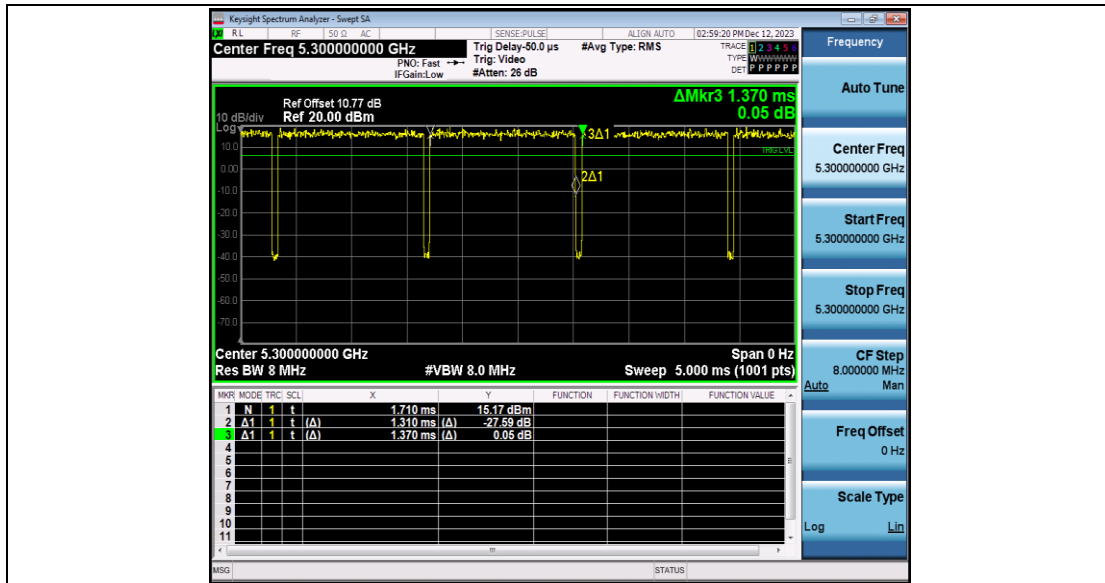 Keysight Spectrum Analyzer - Swept SA
RL RF 50 Ω AC SENSE:PULSE ALIGN AUTO 02:59:20 PM Dec 12, 2023
Center Freq 5.300000000 GHz Trig Delay-50.0 µs #Avg Type: RMS TRACE 1 2 3 4 5 6
PNO: Fast Trig: Video TYPE WWWWWW
IFGain:Low #Atten: 26 dB DET P P P P P P
ΔMkr3 1.370 ms
0.05 dB
Ref Offset 10.77 dB
10 dB/div Ref 20.00 dBm
Log
3Δ1
10.0
TRIG LVL
0.00
2Δ1
-10.0
-20.0
-30.0
-40.0
-50.0
-60.0
-70.0
Center 5.300000000 GHz Span 0 Hz
Res BW 8 MHz #VBW 8.0 MHz Sweep 5.000 ms (1001 pts)
MKR MODE TRC SCL X Y FUNCTION FUNCTION WIDTH FUNCTION VALUE
1 N 1 t 1.710 ms 15.17 dBm
2 Δ1 1 t (Δ) 1.310 ms (Δ) -27.59 dB
3 Δ1 1 t (Δ) 1.370 ms (Δ) 0.05 dB
4
5
6
7
8
9
10
11
MSG STATUS
Frequency
Auto Tune
Center Freq
5.300000000 GHz
Start Freq
5.300000000 GHz
Stop Freq
5.300000000 GHz
CF Step
8.000000 MHz
Auto Man
Freq Offset
0 Hz
Scale Type
Log Lin